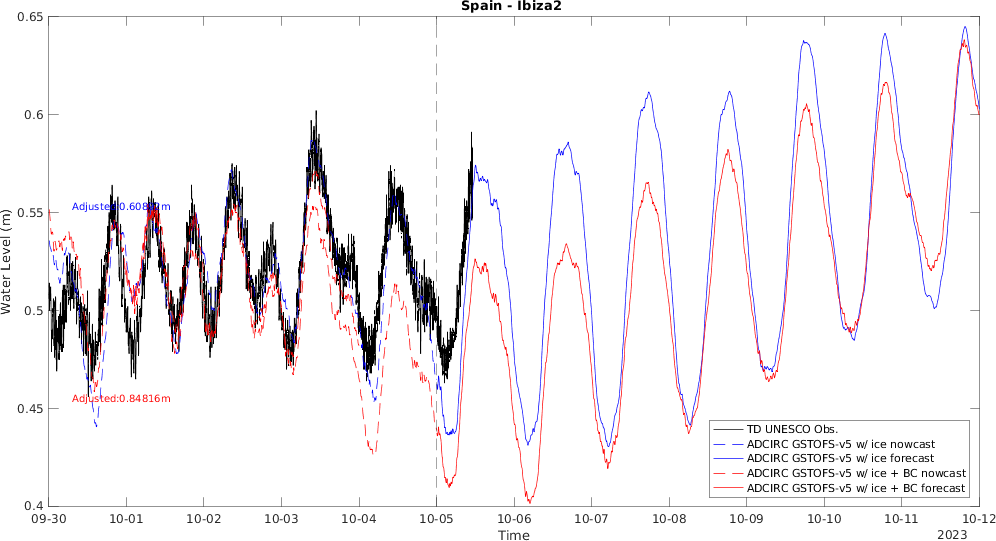 Spain - Ibiza2
Water Level (m)
0.65
0.6
0.55
0.5
0.45
0.4
Adjusted:0.84816m
09-30 10-01 10-02 10-03 10-04 10-05 10-06 10-07 10-08 10-09 10-10 10-11 10-12
Time
2023
TD UNESCO Obs.
ADCIRC GSTOFS-v5 w/ ice nowcast
ADCIRC GSTOFS-v5 w/ ice forecast
ADCIRC GSTOFS-v5 w/ ice + BC nowcast
ADCIRC GSTOFS-v5 w/ ice + BC forecast